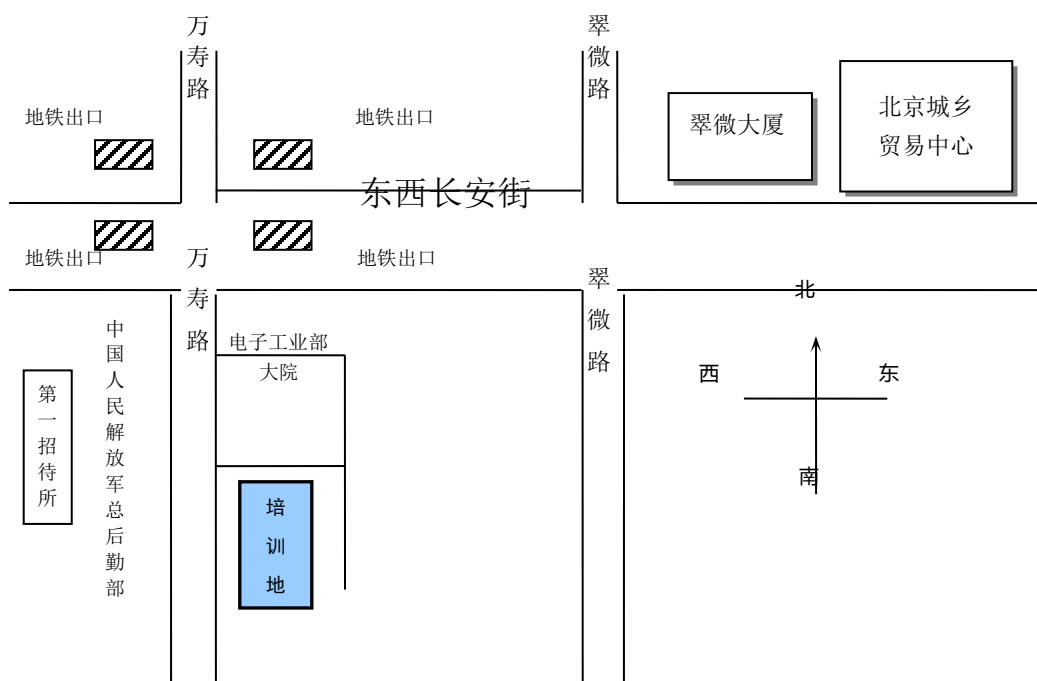 万寿路
翠微路
地铁出口
地铁出口
翠微大厦
北京城乡
贸易中心
东西长安街
地铁出口
万寿路
地铁出口
翠微路
北
西
东
南
中国人民解放军总后勤部
第一招待所
电子工业部
大院
培训地